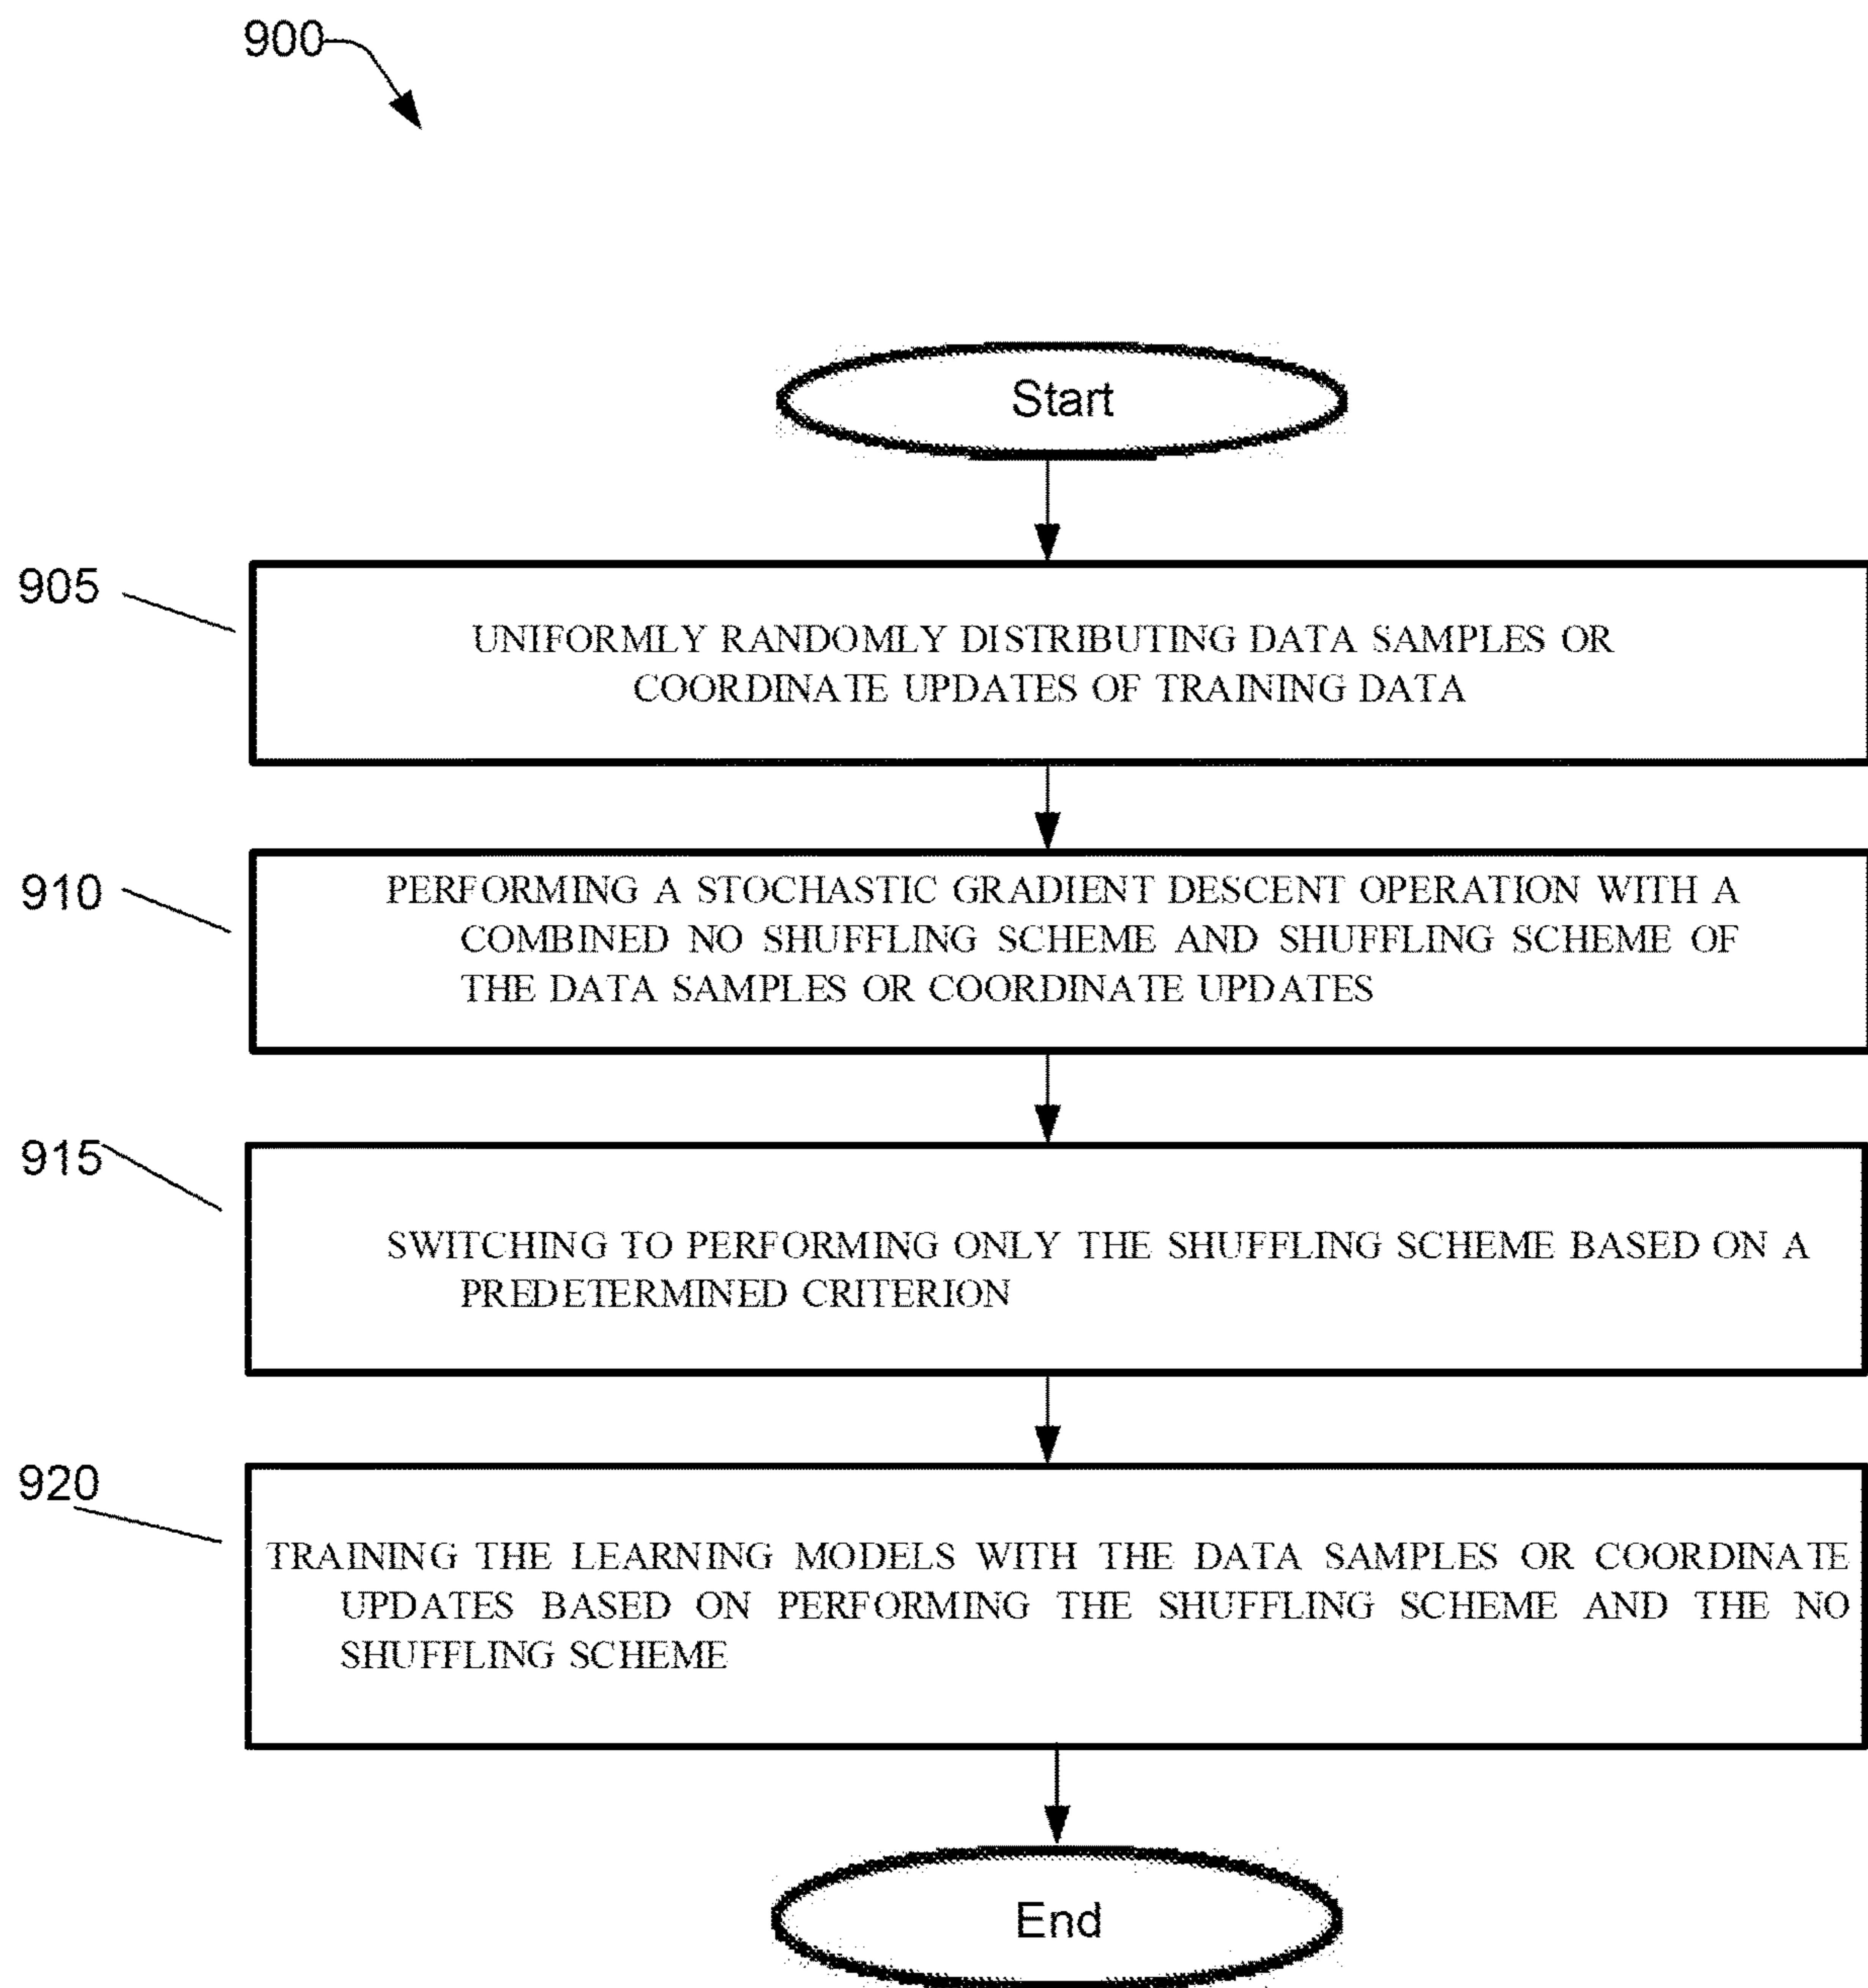 900
Start
905
UNIFORMLY RANDOMLY DISTRIBUTING DATA SAMPLES OR
COORDINATE UPDATES OF TRAINING DATA
910
PERFORMING A STOCHASTIC GRADIENT DESCENT OPERATION WITH A
COMBINED NO SHUFFLING SCHEME AND SHUFFLING SCHEME OF
THE DATA SAMPLES OR COORDINATE UPDATES
915
SWITCHING TO PERFORMING ONLY THE SHUFFLING SCHEME BASED ON A
PREDETERMINED CRITERION
920
TRAINING THE LEARNING MODELS WITH THE DATA SAMPLES OR COORDINATE
UPDATES BASED ON PERFORMING THE SHUFFLING SCHEME AND THE NO
SHUFFLING SCHEME
End